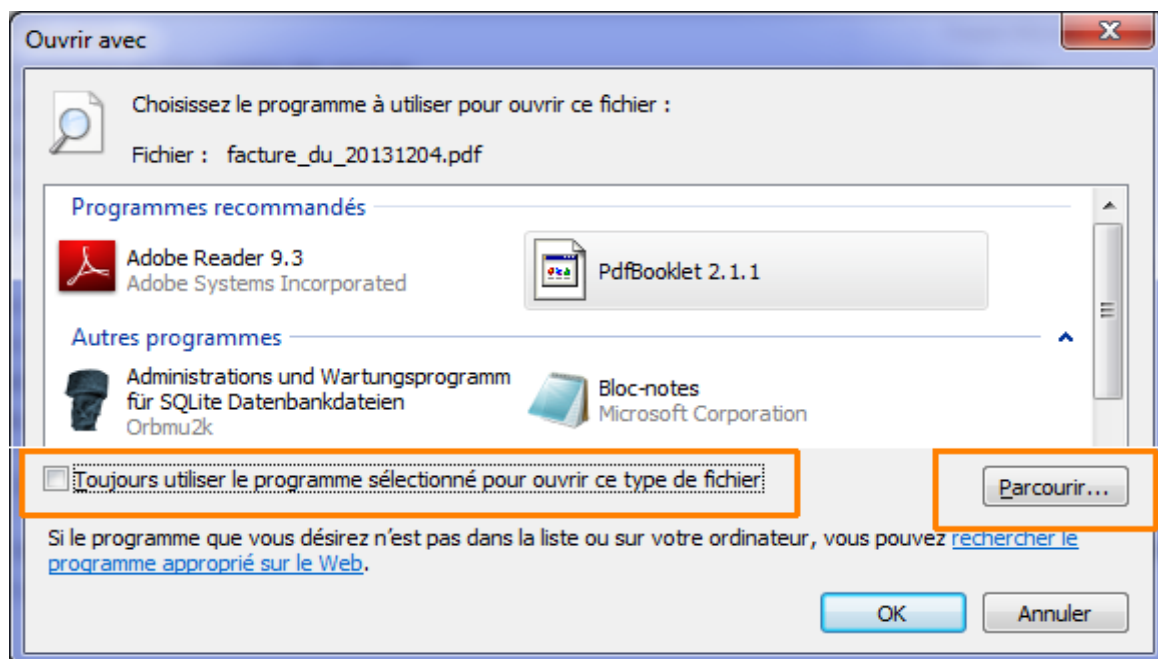 Ouvrir avec
Choisissez le programme à utiliser pour ouvrir ce fichier :
Fichier : facture_du_20131204.pdf
Programmes recommandés
Adobe Reader 9.3
Adobe Systems Incorporated
PdfBooklet 2.1.1
Autres programmes
Administrations und Wartungsprogramm
für SQLite Datenbankdateien
Orbmu2k
Bloc-notes
Microsoft Corporation
Toujours utiliser le programme sélectionné pour ouvrir ce type de fichier
Parcourir...
Si le programme que vous désirez n'est pas dans la liste ou sur votre ordinateur, vous pouvez rechercher le
programme approprié sur le Web.
OK
Annuler